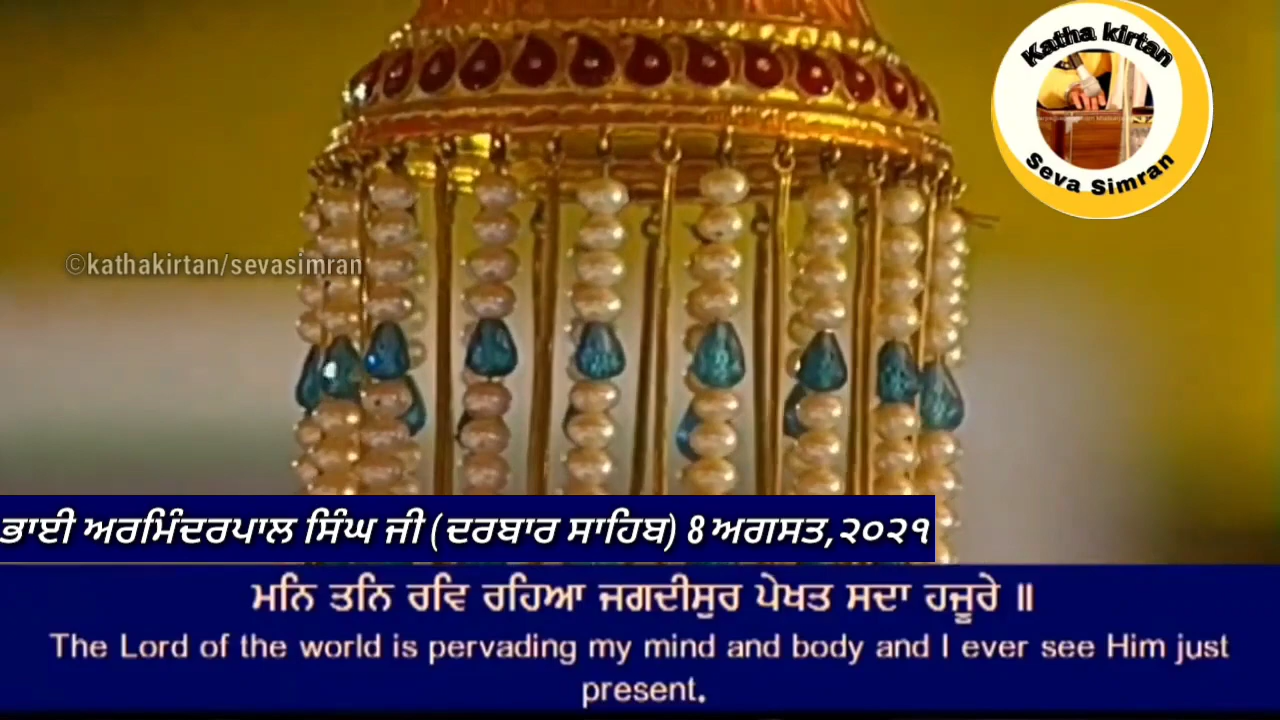 Katha kirtan
Seva Simran
©kathakirtan/sevasimran
ਭਾਈ ਅਰਮਿੰਦਰਪਾਲ ਸਿੰਘ ਜੀ (ਦਰਬਾਰ ਸਾਹਿਬ) 8 ਅਗਸਤ,੨੦੨੧
ਮਨਿ ਤਨਿ ਰਵਿ ਰਹਿਆ ਜਗਦੀਸੁਰ ਪੇਖਤ ਸਦਾ ਹਜੂਰੇ ॥
The Lord of the world is pervading my mind and body and I ever see Him just
present.